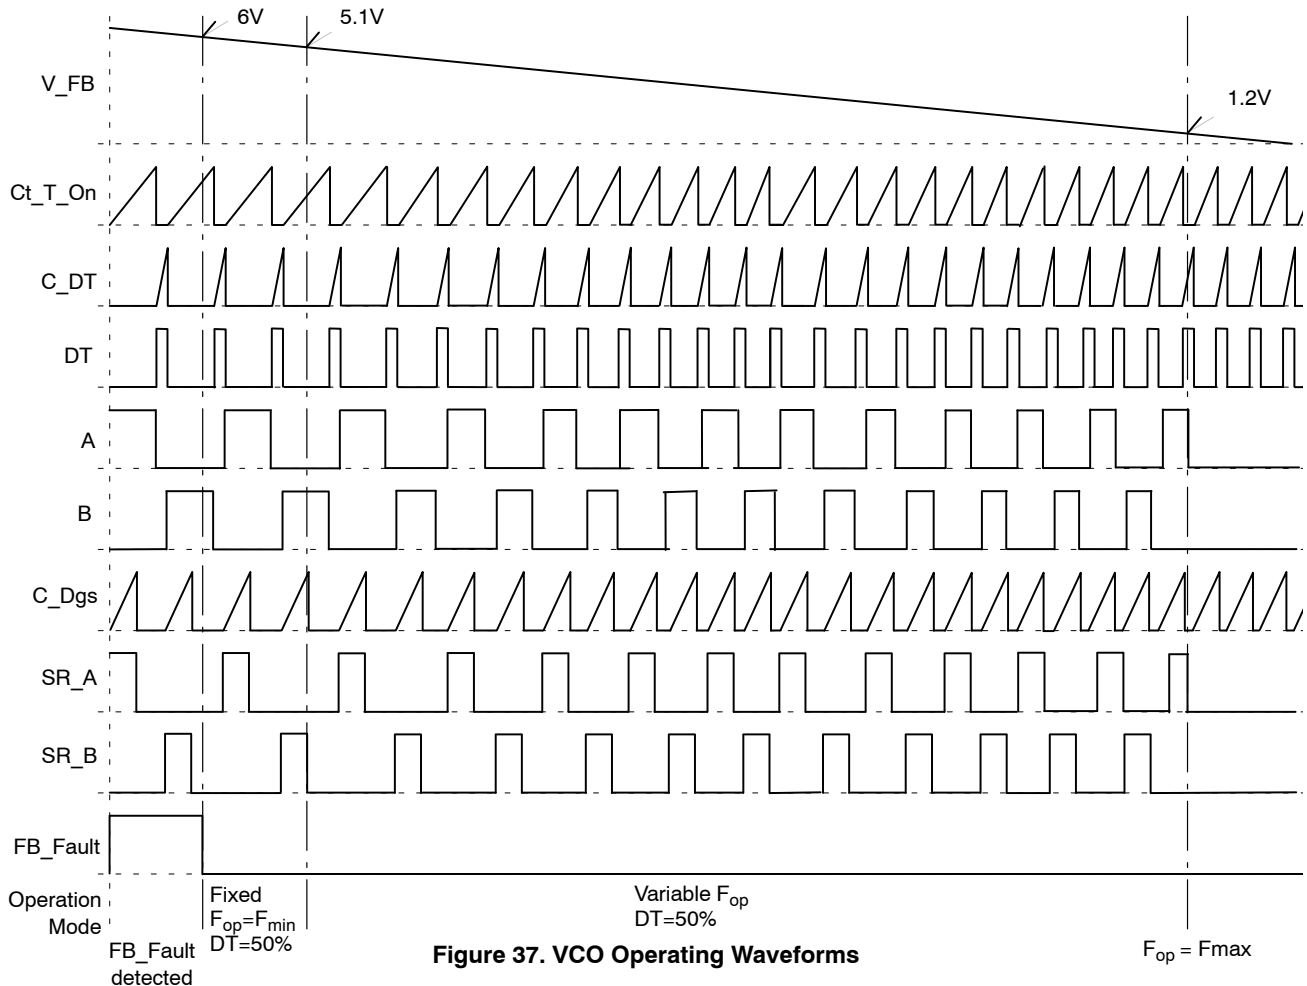 6V
5.1V
V_FB
1.2V
Ct_T_On
C_DT
DT
A
B
C_Dgs
SR_A
SR_B
FB_Fault
Operation
Mode
FB_Fault
detected
Fixed
Fop=Fmin
DT=50%
Variable Fop
DT=50%
Fop = Fmax
Figure 37. VCO Operating Waveforms